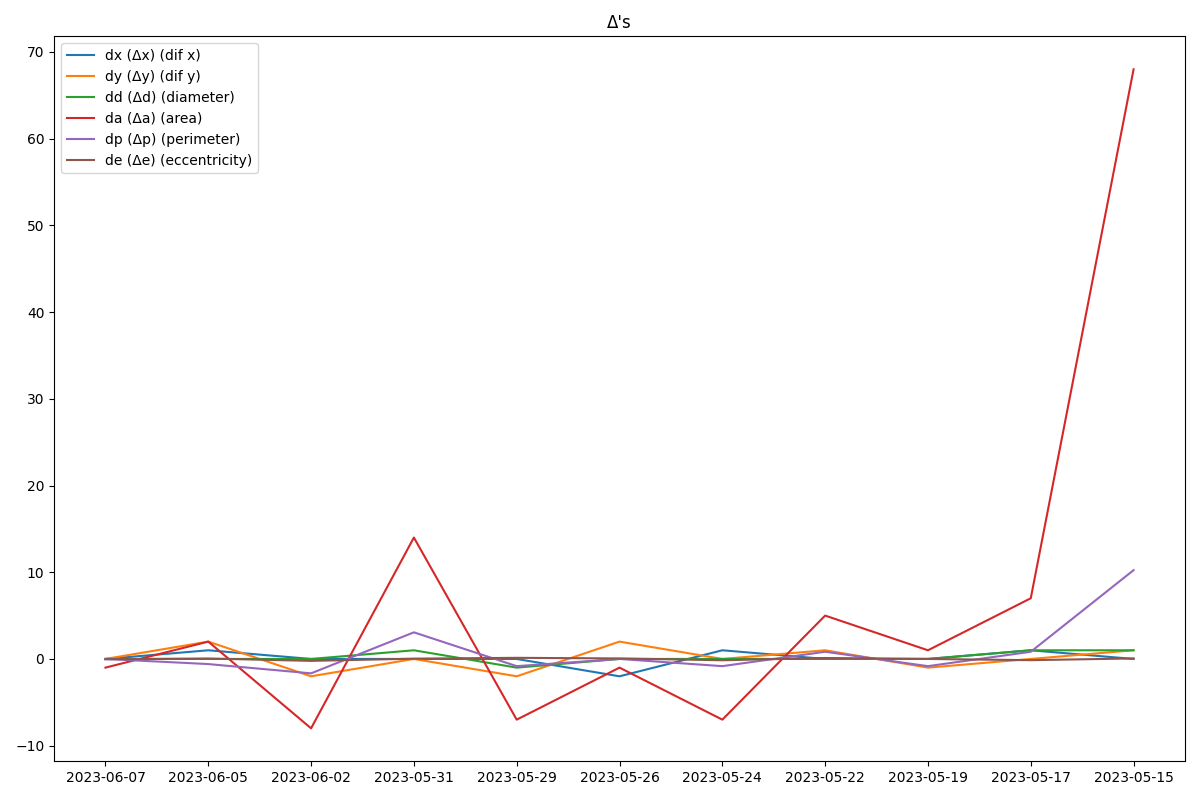 Δ's
dx (Δx) (dif x)
dy (Δy) (dif y)
dd (Δd) (diameter)
da (Δa) (area)
dp (Δp) (perimeter)
de (Δe) (eccentricity)
70
60
50
40
30
20
10
0
−10
2023-06-07 2023-06-05 2023-06-02 2023-05-31 2023-05-29 2023-05-26 2023-05-24 2023-05-22 2023-05-19 2023-05-17 2023-05-15